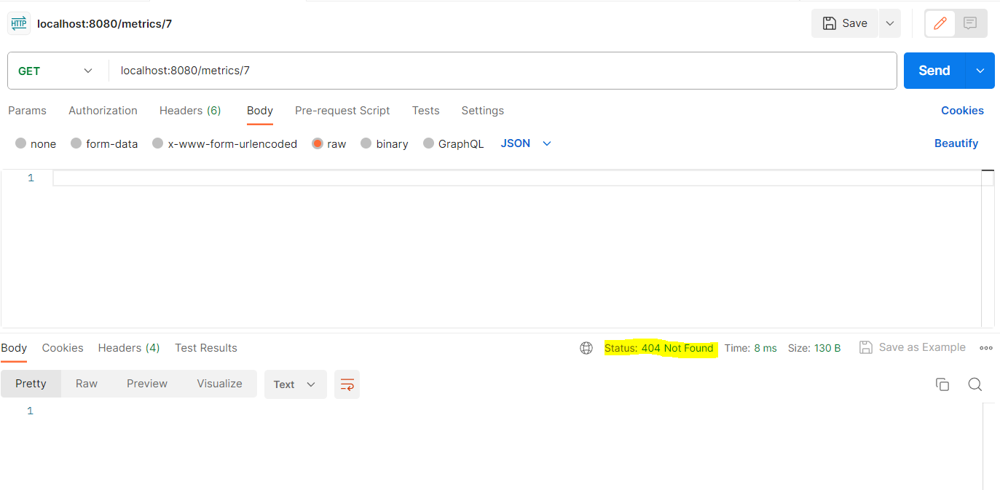 HTTP localhost:8080/metrics/7 Save
GET localhost:8080/metrics/7 Send
Params Authorization Headers (6) Body Pre-request Script Tests Settings Cookies
none form-data x-www-form-urlencoded raw binary GraphQL JSON Beautify
1
Body Cookies Headers (4) Test Results Status: 404 Not Found Time: 8 ms Size: 130 B Save as Example
Pretty Raw Preview Visualize Text
1